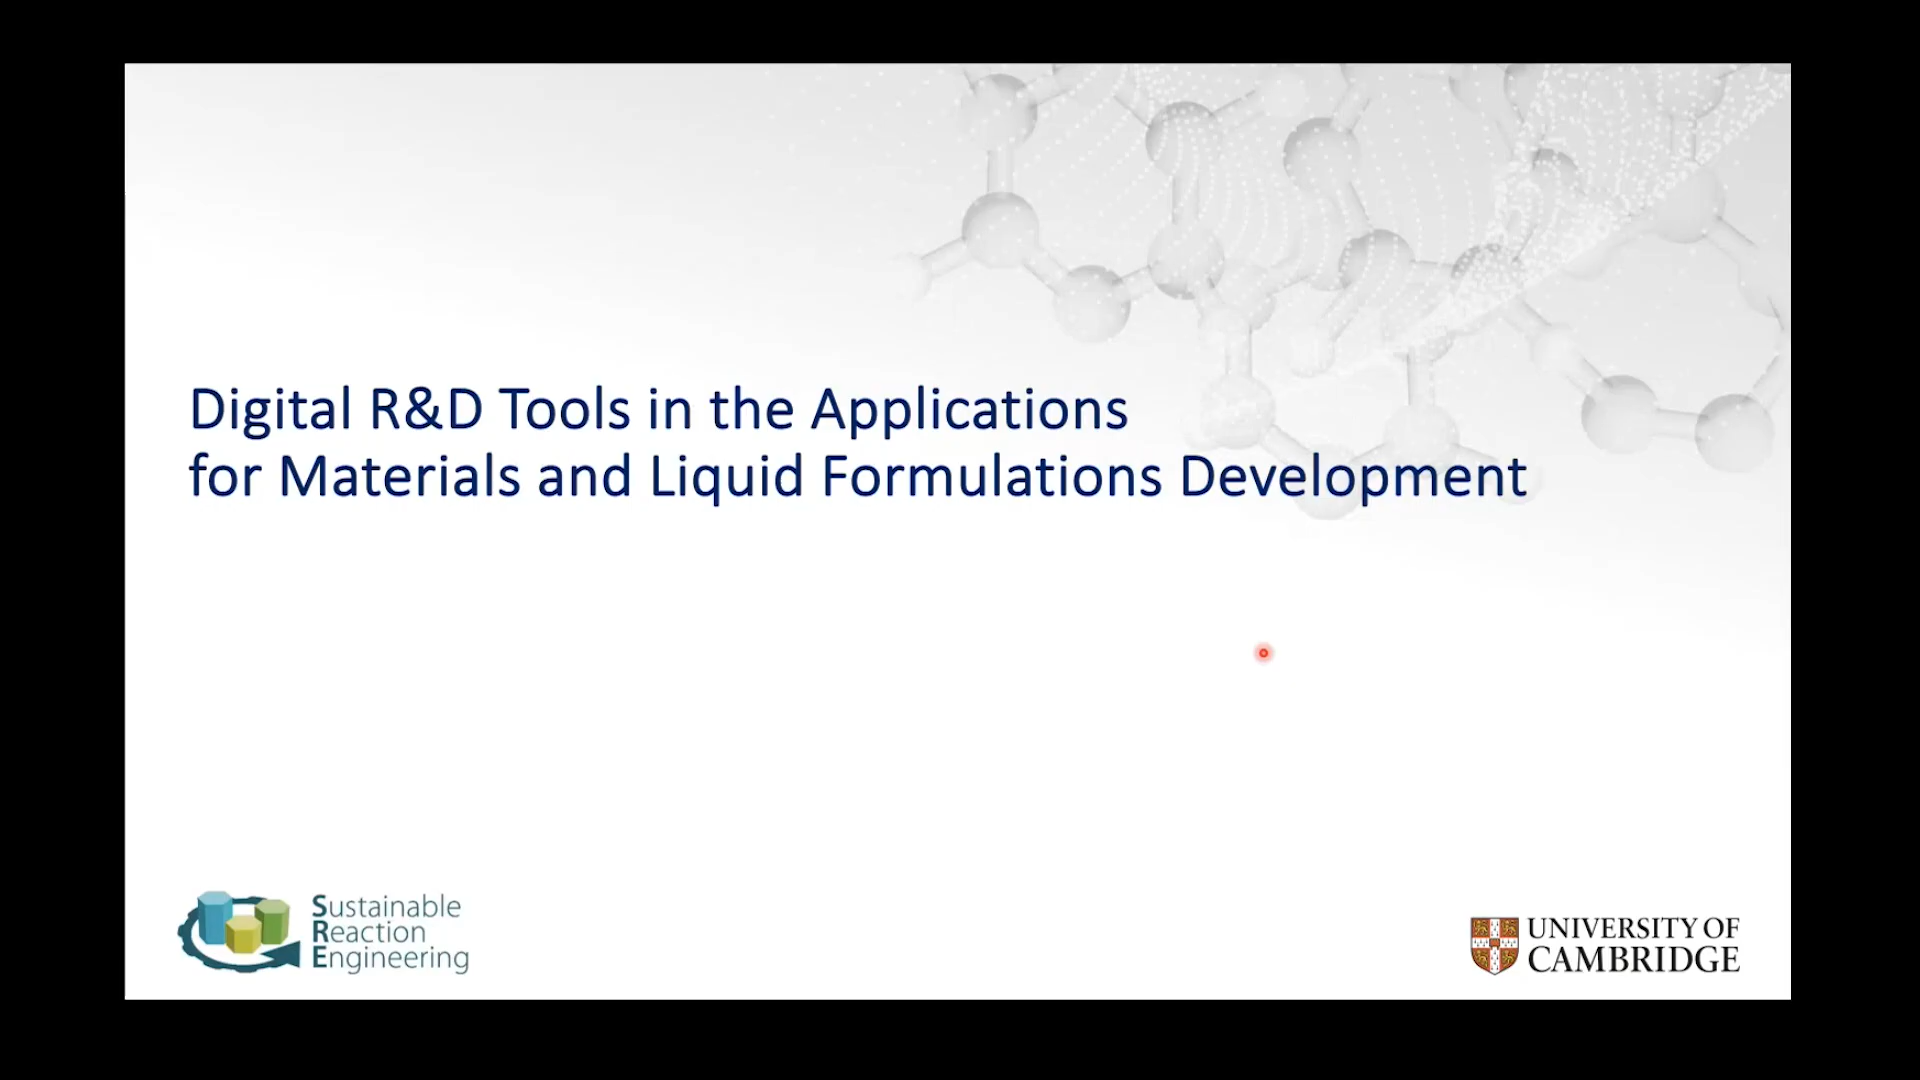 Digital R&D Tools in the Applications
for Materials and Liquid Formulations Development
Sustainable
Reaction
Engineering
UNIVERSITY OF
CAMBRIDGE